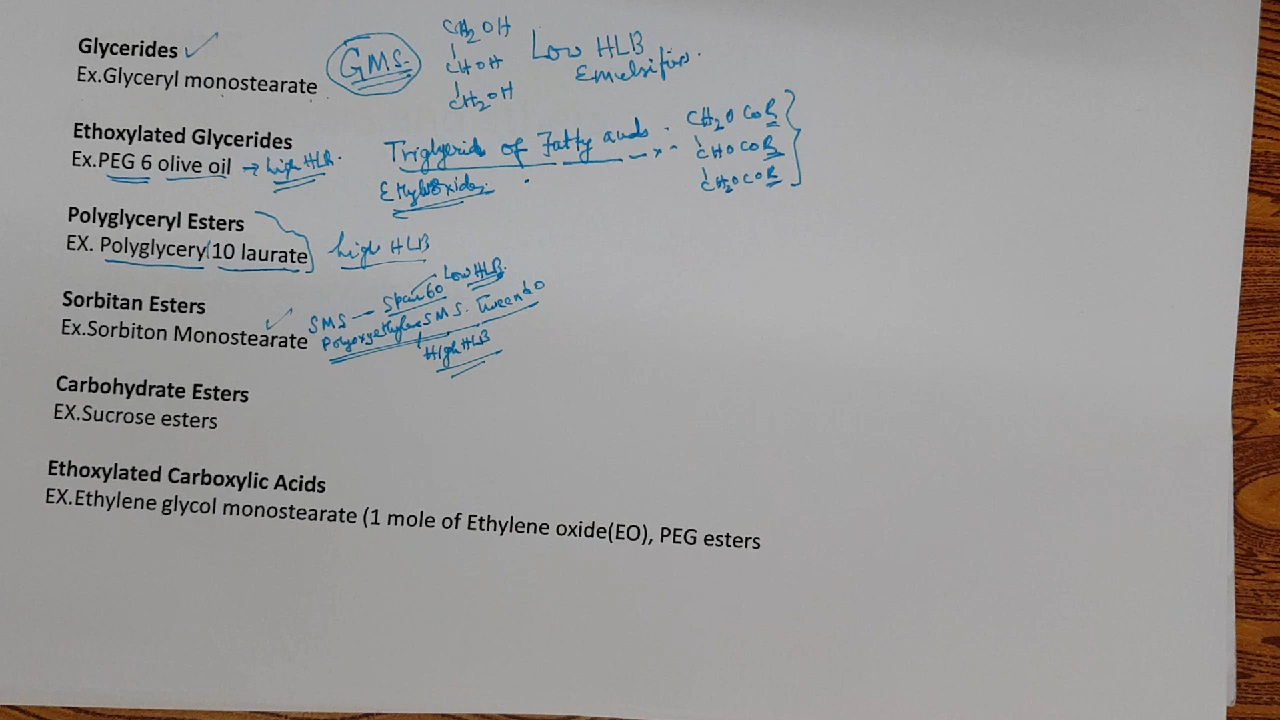 Glycerides ✓
Ex.Glyceryl monostearate
GMS.
CH2OH
CHOH
CH2OH
Low HLB
Emulsifiers.
Ethoxylated Glycerides
Ex.PEG 6 olive oil → high HLB.
Triglyceride of Fatty acids.
Ethylene Oxide.
CH2OCOR
CHOCOR
CH2OCOR
Polyglyceryl Esters
EX. Polyglycery(10 laurate high HLB
Sorbitan Esters
Ex.Sorbiton Monostearate
SMS — Span 60 Low HLB.
Polyoxyethylene SMS. Tween 60
High HLB
Carbohydrate Esters
EX.Sucrose esters
Ethoxylated Carboxylic Acids
EX.Ethylene glycol monostearate (1 mole of Ethylene oxide(EO), PEG esters